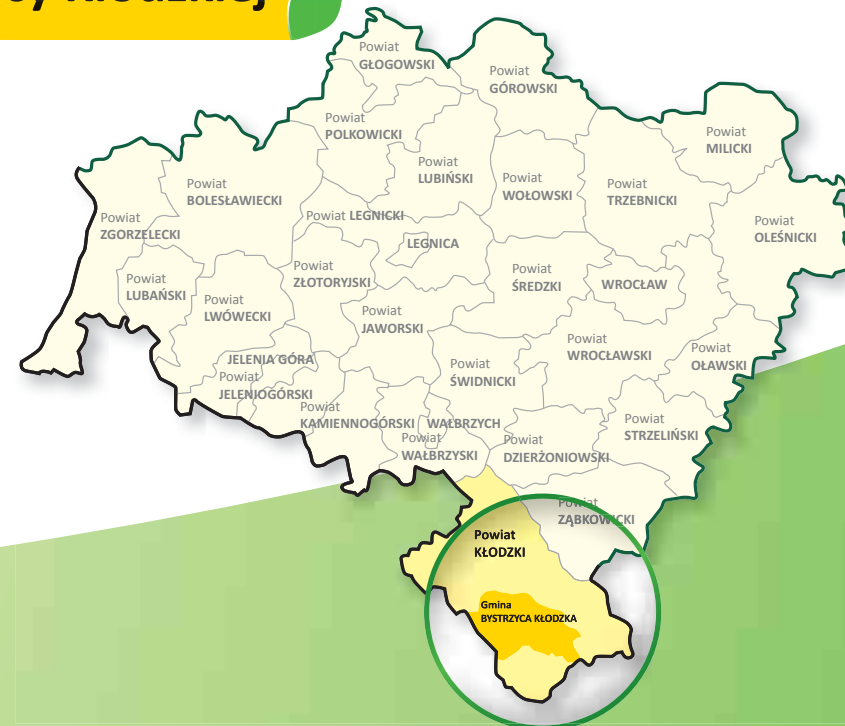 Kłodzkiej
Powiat
GŁOGOWSKI
Powiat
GÓROWSKI
Powiat
POLKOWICKI
Powiat
MILICKI
Powiat
LUBIŃSKI
Powiat
WOŁOWSKI
Powiat
TRZEBNICKI
Powiat
BOLESŁAWIECKI
Powiat
ZGORZELECKI
Powiat LEGNICKI
LEGNICA
Powiat
OLEŚNICKI
Powiat
LUBAŃSKI
Powiat
LWÓWECKI
Powiat
ZŁOTORYJSKI
Powiat
ŚREDZKI
WROCŁAW
Powiat
JAWORSKI
Powiat
WROCŁAWSKI
Powiat
OŁAWSKI
JELENIA GÓRA
Powiat
JELENIOGÓRSKI
Powiat
ŚWIDNICKI
Powiat
KAMIENNOGÓRSKI
WAŁBRZYCH
Powiat
WAŁBRZYSKI
Powiat
DZIERŻONIOWSKI
Powiat
STRZELIŃSKI
Powiat
ZĄBKOWICKI
Powiat
KŁODZKI
Gmina
BYSTRZYCA KŁODZKA